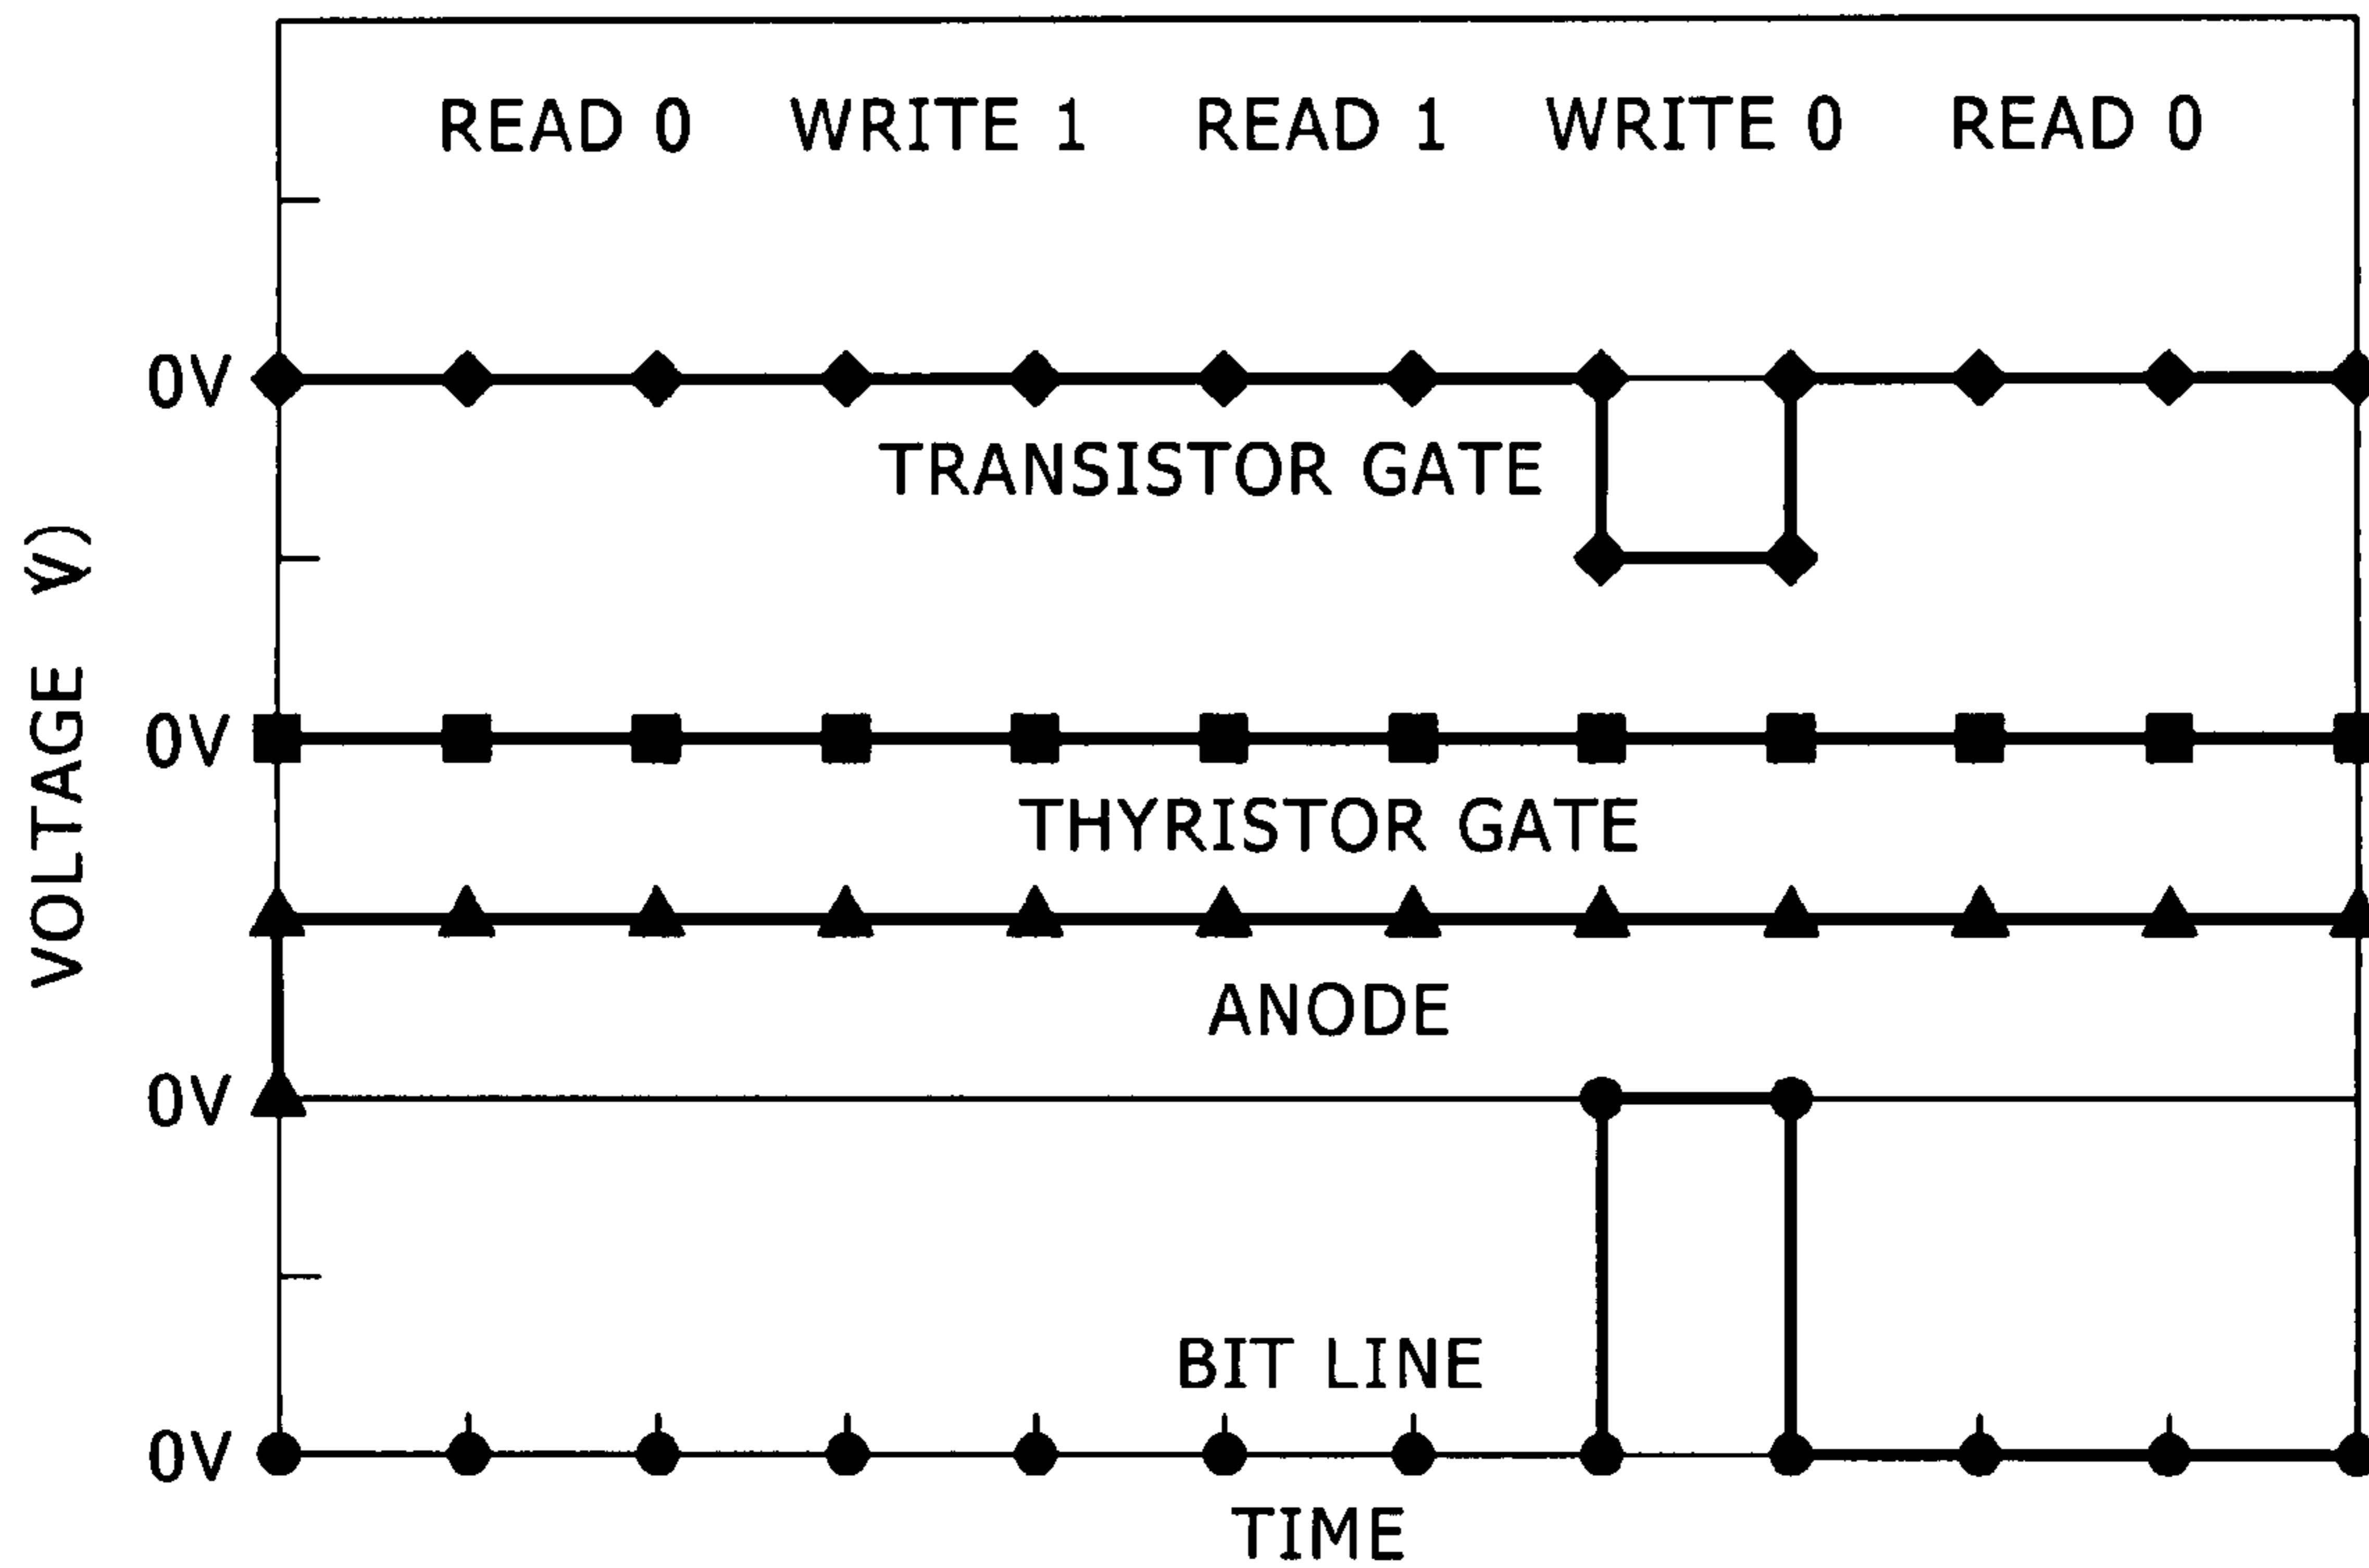 READ 0 WRITE 1 READ 1 WRITE 0 READ 0
0V
TRANSISTOR GATE
VOLTAGE V)
0V
THYRISTOR GATE
ANODE
0V
BIT LINE
0V
TIME